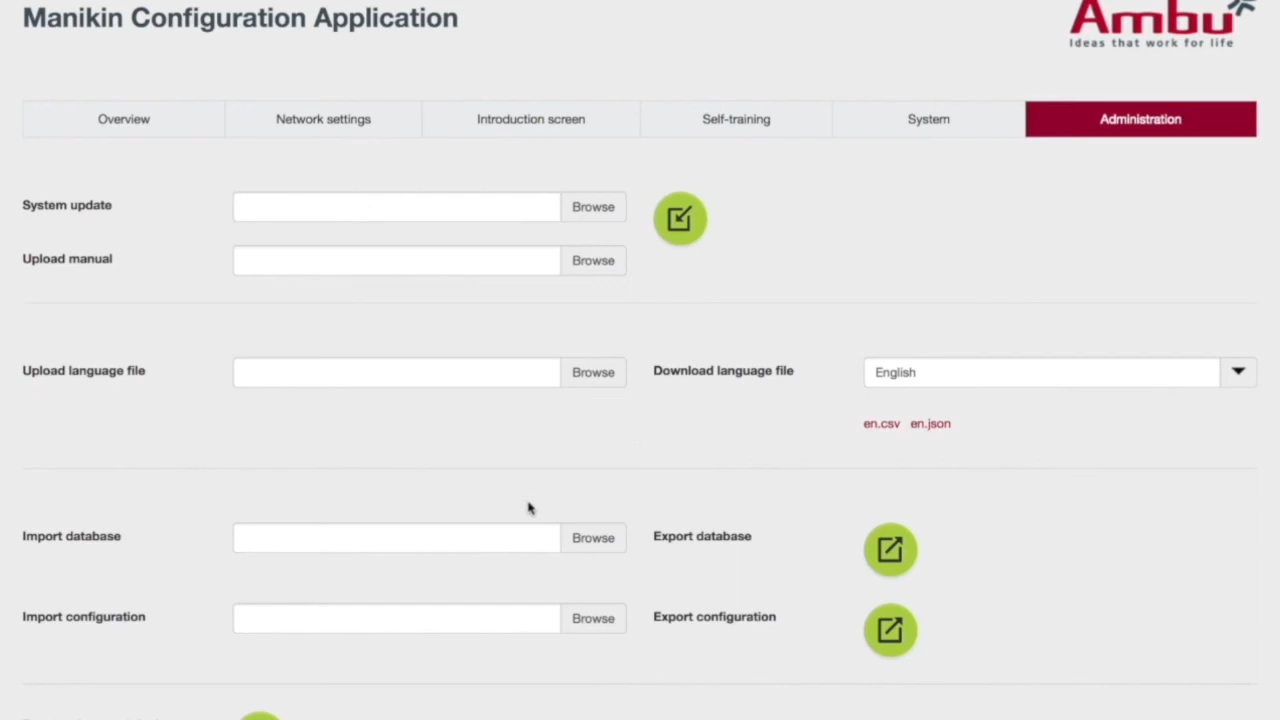 Manikin Configuration Application
Ambu
Ideas that work for life
Overview
Network settings
Introduction screen
Self-training
System
Administration
System update
Browse
Upload manual
Browse
Upload language file
Browse
Download language file
English
en.csv en.json
Import database
Browse
Export database
Import configuration
Browse
Export configuration